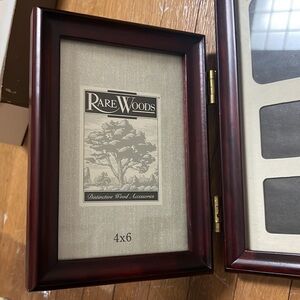 RARE WOODS
Distinctive Wood Accessories
4x6